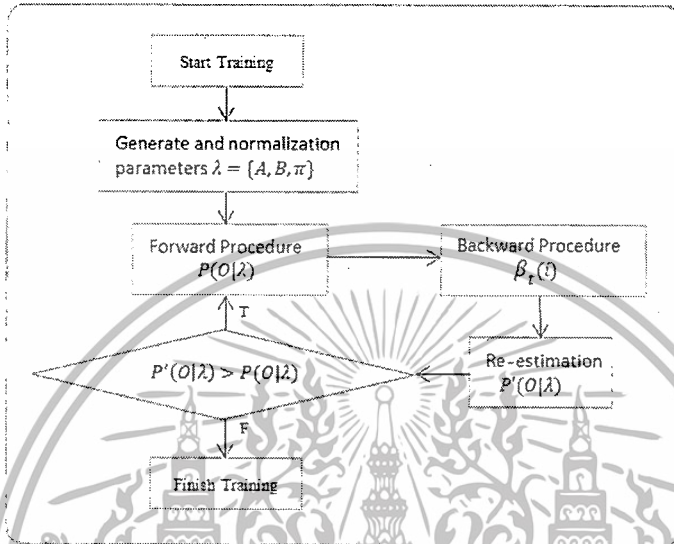 Start Training
Generate and normalization
parameters λ = {A, B, π}
Forward Procedure
P(O|λ)
Backward Procedure
β_t(i)
T
P'(O|λ) > P(O|λ)
Re-estimation
P'(O|λ)
F
Finish Training